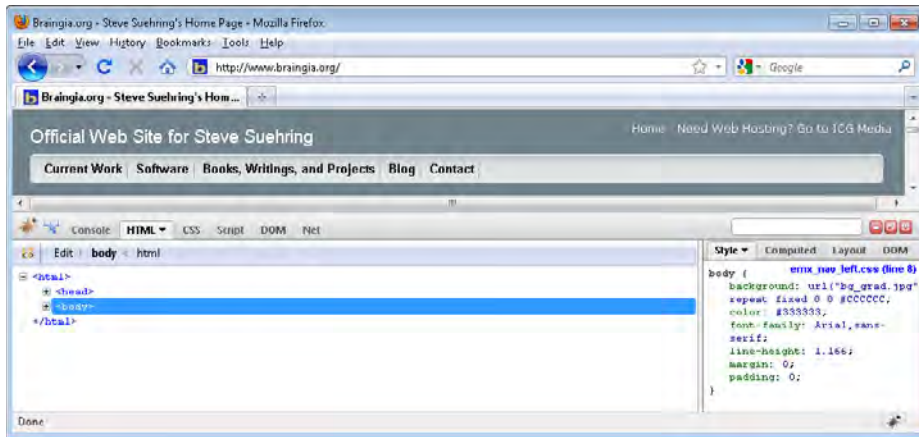 Braingia.org - Steve Suehring's Home Page - Mozilla Firefox
File Edit View History Bookmarks Tools Help
http://www.braingia.org/ Google
Braingia.org - Steve Suehring's Hom...
Home Need Web Hosting? Go to ICG Media
Official Web Site for Steve Suehring
Current Work Software Books, Writings, and Projects Blog Contact
Console HTML CSS Script DOM Net
Edit body < html
Style Computed Layout DOM
<html>
<head>
<body>
</html>
body { emx_nav_left.css (line 8)
background: url("bg_grad.jpg"
repeat fixed 0 0 #CCCCCC;
color: #333333;
font-family: Arial,sans-
serif;
line-height: 1.166;
margin: 0;
padding: 0;
}
Done